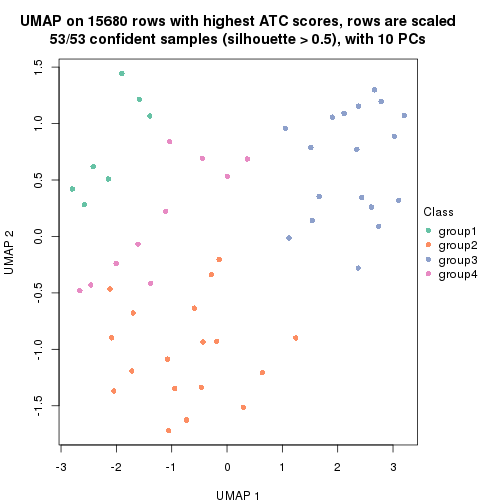 UMAP on 15680 rows with highest ATC scores, rows are scaled
53/53 confident samples (silhouette > 0.5), with 10 PCs
1.5
1.0
0.5
0.0
-0.5
-1.0
-1.5
UMAP 2
-3 -2 -1 0 1 2 3
UMAP 1
Class
group1
group2
group3
group4